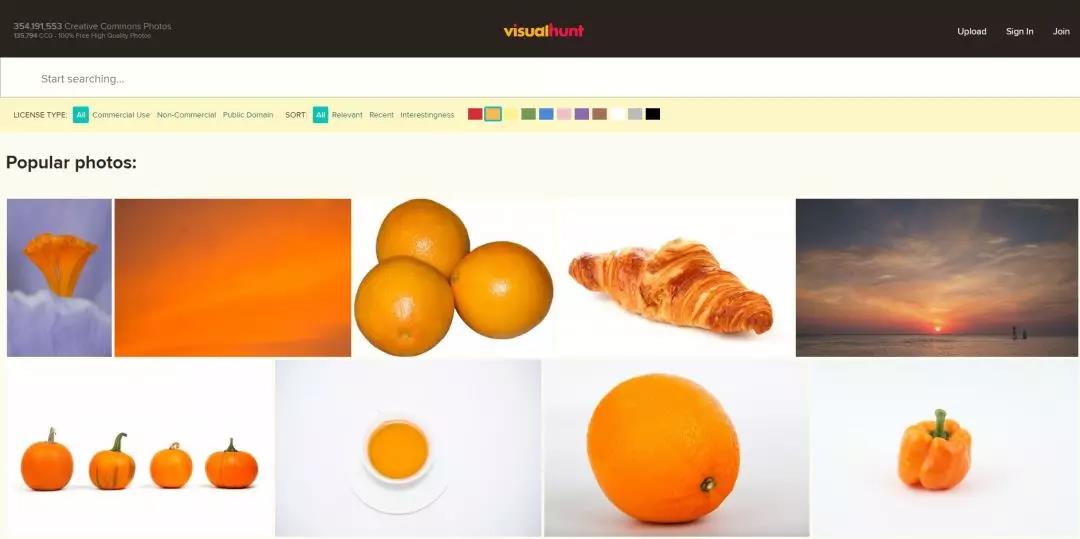 354,191,553 Creative Commons Photos
135,794 CC0 - 100% Free High Quality Photos
visualhunt
Upload Sign In Join
Start searching...
LICENSE TYPE: All Commercial Use Non-Commercial Public Domain SORT: All Relevant Recent Interestingness
Popular photos: